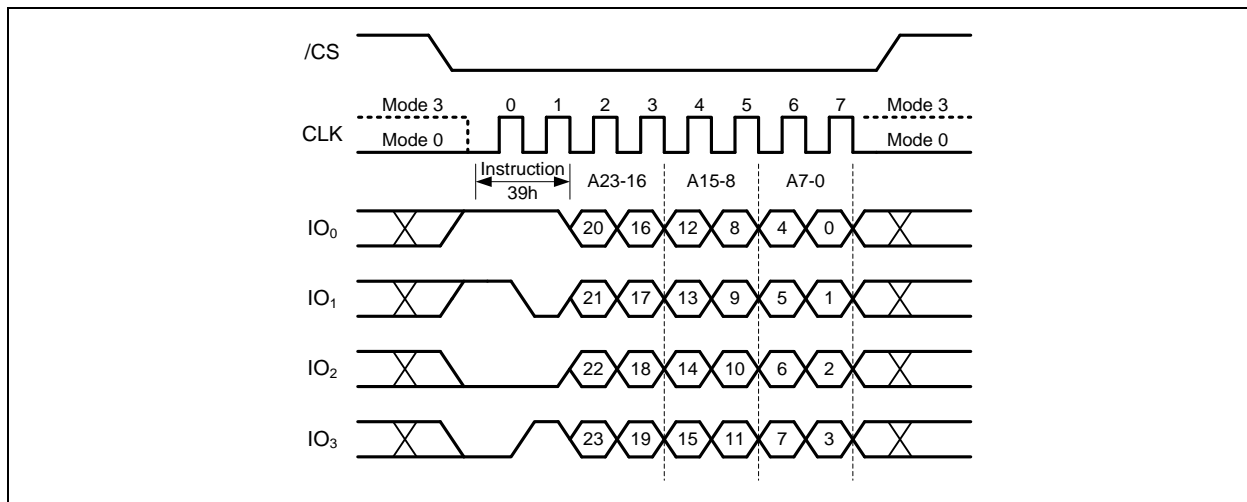 /CS
Mode 3 0 1 2 3 4 5 6 7 Mode 3
CLK
Mode 0 Mode 0
Instruction
39h
A23-16 A15-8 A7-0
IO₀ 20 16 12 8 4 0
IO₁ 21 17 13 9 5 1
IO₂ 22 18 14 10 6 2
IO₃ 23 19 15 11 7 3